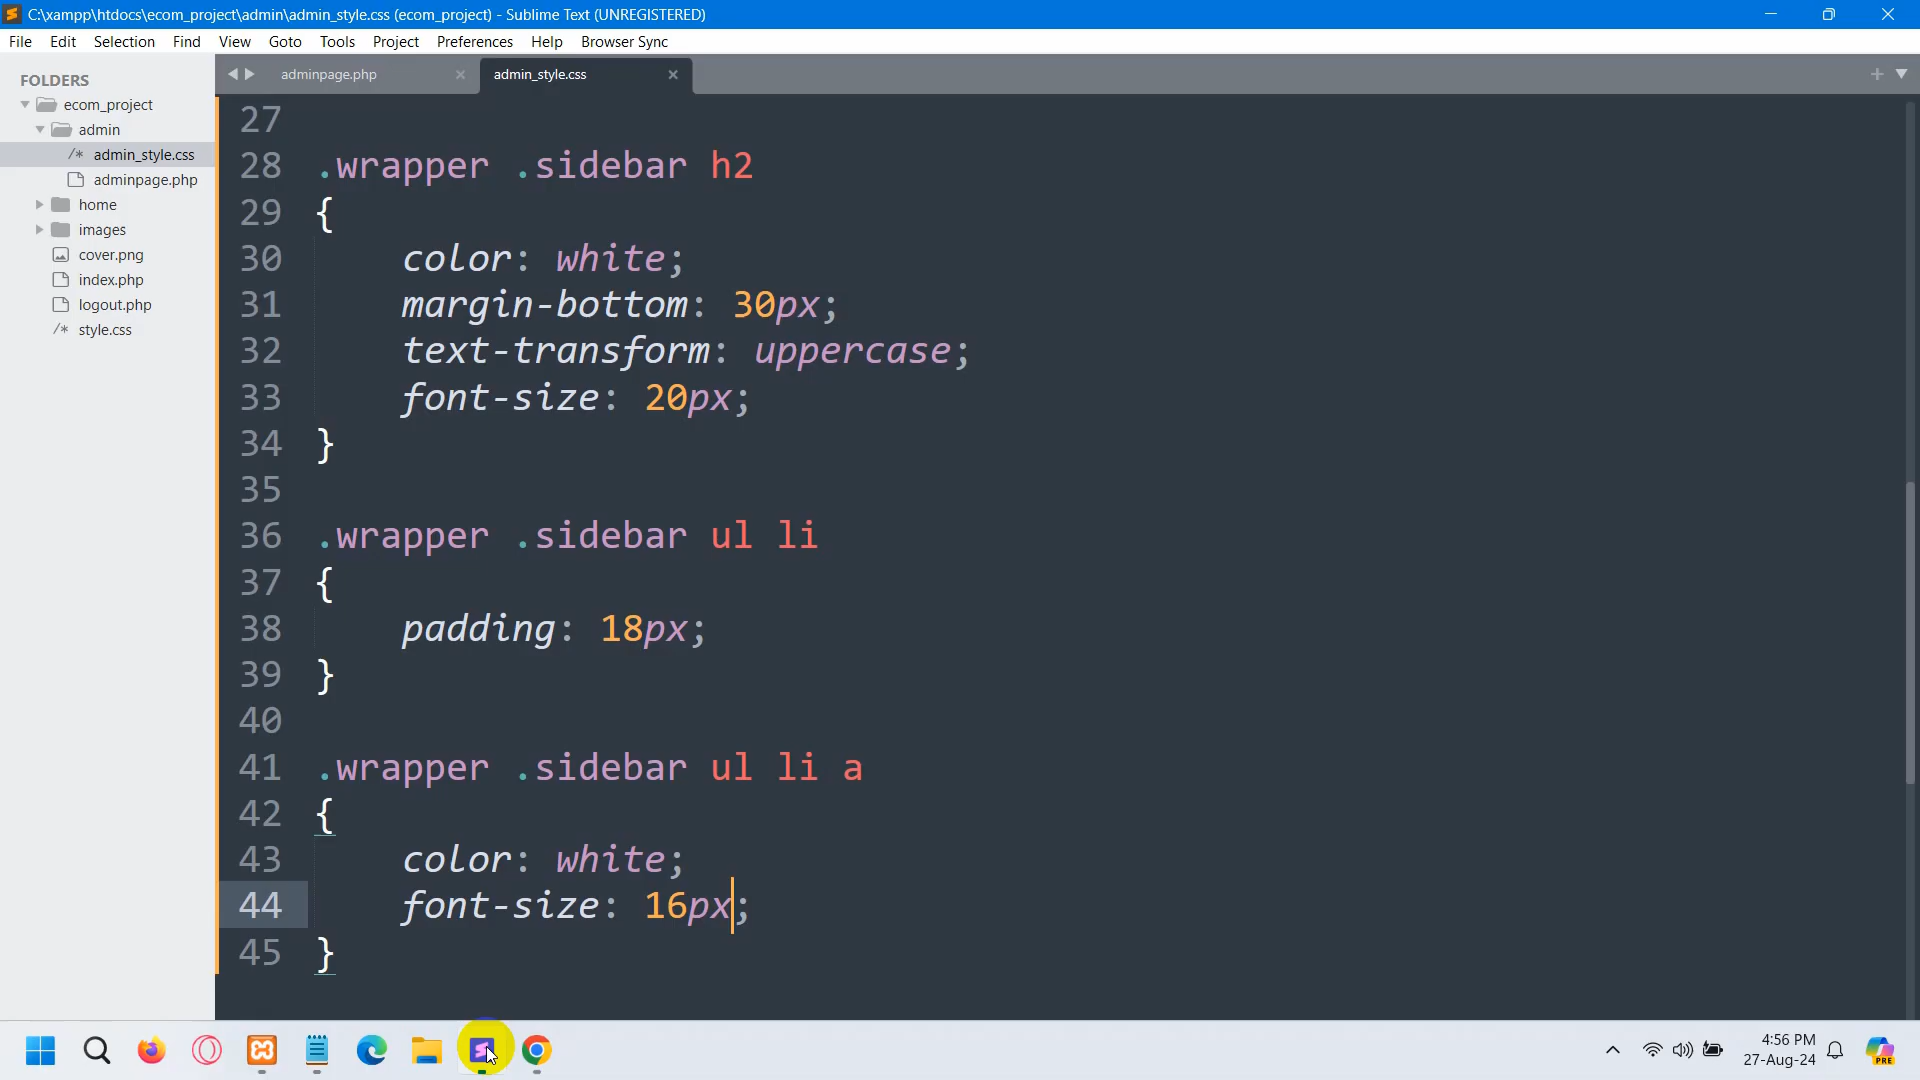 C:\xampp\htdocs\ecom_project\admin\admin_style.css (ecom_project) - Sublime Text (UNREGISTERED)
File Edit Selection Find View Goto Tools Project Preferences Help Browser Sync
FOLDERS
ecom_project
admin
/* admin_style.css
adminpage.php
home
images
cover.png
index.php
logout.php
/* style.css
adminpage.php
admin_style.css
27
28 .wrapper .sidebar h2
29 {
30 color: white;
31 margin-bottom: 30px;
32 text-transform: uppercase;
33 font-size: 20px;
34 }
35
36 .wrapper .sidebar ul li
37 {
38 padding: 18px;
39 }
40
41 .wrapper .sidebar ul li a
42 {
43 color: white;
44 font-size: 16px;
45 }
4:56 PM
27-Aug-24
PRE